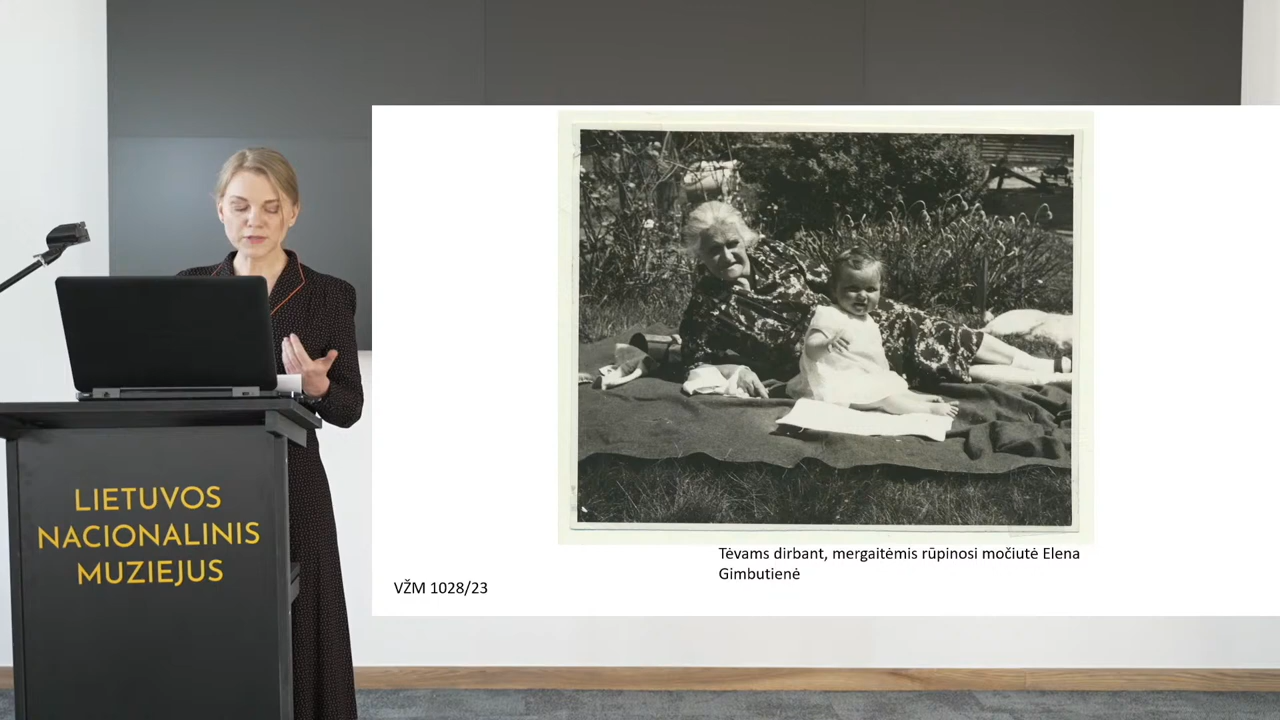 LIETUVOS
NACIONALINIS
MUZIEJUS
Tėvams dirbant, mergaitėmis rūpinosi močiutė Elena
Gimbutienė
VŽM 1028/23